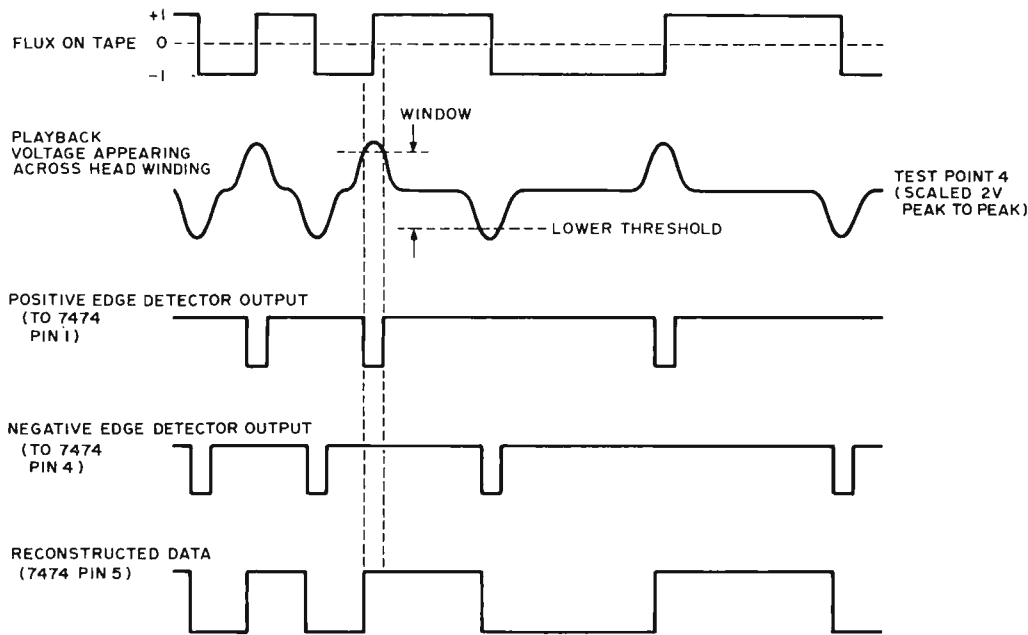 +1
FLUX ON TAPE
0
-1
WINDOW
PLAYBACK
VOLTAGE APPEARING
ACROSS HEAD WINDING
TEST POINT 4
(SCALED 2V
PEAK TO PEAK)
LOWER THRESHOLD
POSITIVE EDGE DETECTOR OUTPUT
(TO 7474
PIN 1)
NEGATIVE EDGE DETECTOR OUTPUT
(TO 7474
PIN 4)
RECONSTRUCTED DATA
(7474 PIN 5)